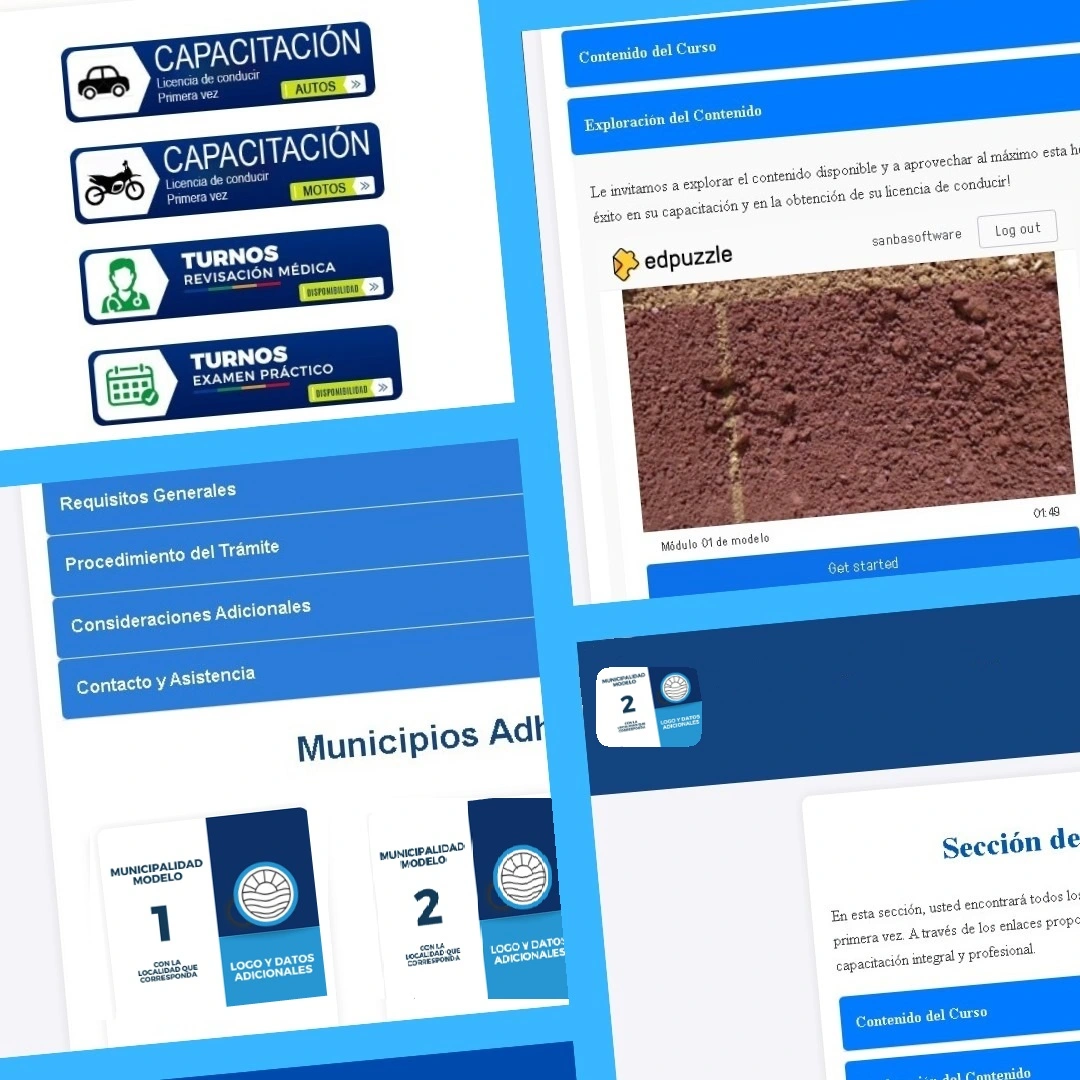 CAPACITACIÓN
Licencia de conducir
Primera vez
AUTOS
CAPACITACIÓN
Licencia de conducir
Primera vez
MOTOS
TURNOS
REVISACIÓN MÉDICA
DISPONIBILIDAD
TURNOS
EXAMEN PRÁCTICO
DISPONIBILIDAD
Contenido del Curso
Exploración del Contenido
Le invitamos a explorar el contenido disponible y a aprovechar al máximo esta
éxito en su capacitación y en la obtención de su licencia de conducir!
edpuzzle
sanbasoftware
Log out
Módulo 01 de modelo
01:49
Get started
Requisitos Generales
Procedimiento del Trámite
Consideraciones Adicionales
Contacto y Asistencia
Municipios Adh
MUNICIPALIDAD
MODELO
1
CON LA
LOCALIDAD QUE
CORRESPONDA
LOGO Y DATOS
ADICIONALES
MUNICIPALIDAD
MODELO
2
CON LA
LOCALIDAD QUE
CORRESPONDA
LOGO Y DATOS
ADICIONALES
MUNICIPALIDAD
MODELO
2
CON LA
LOCALIDAD QUE
CORRESPONDA
LOGO Y DATOS
ADICIONALES
Sección de
En esta sección, usted encontrará todos los
primera vez. A través de los enlaces propo
capacitación integral y profesional.
Contenido del Curso
del Contenido